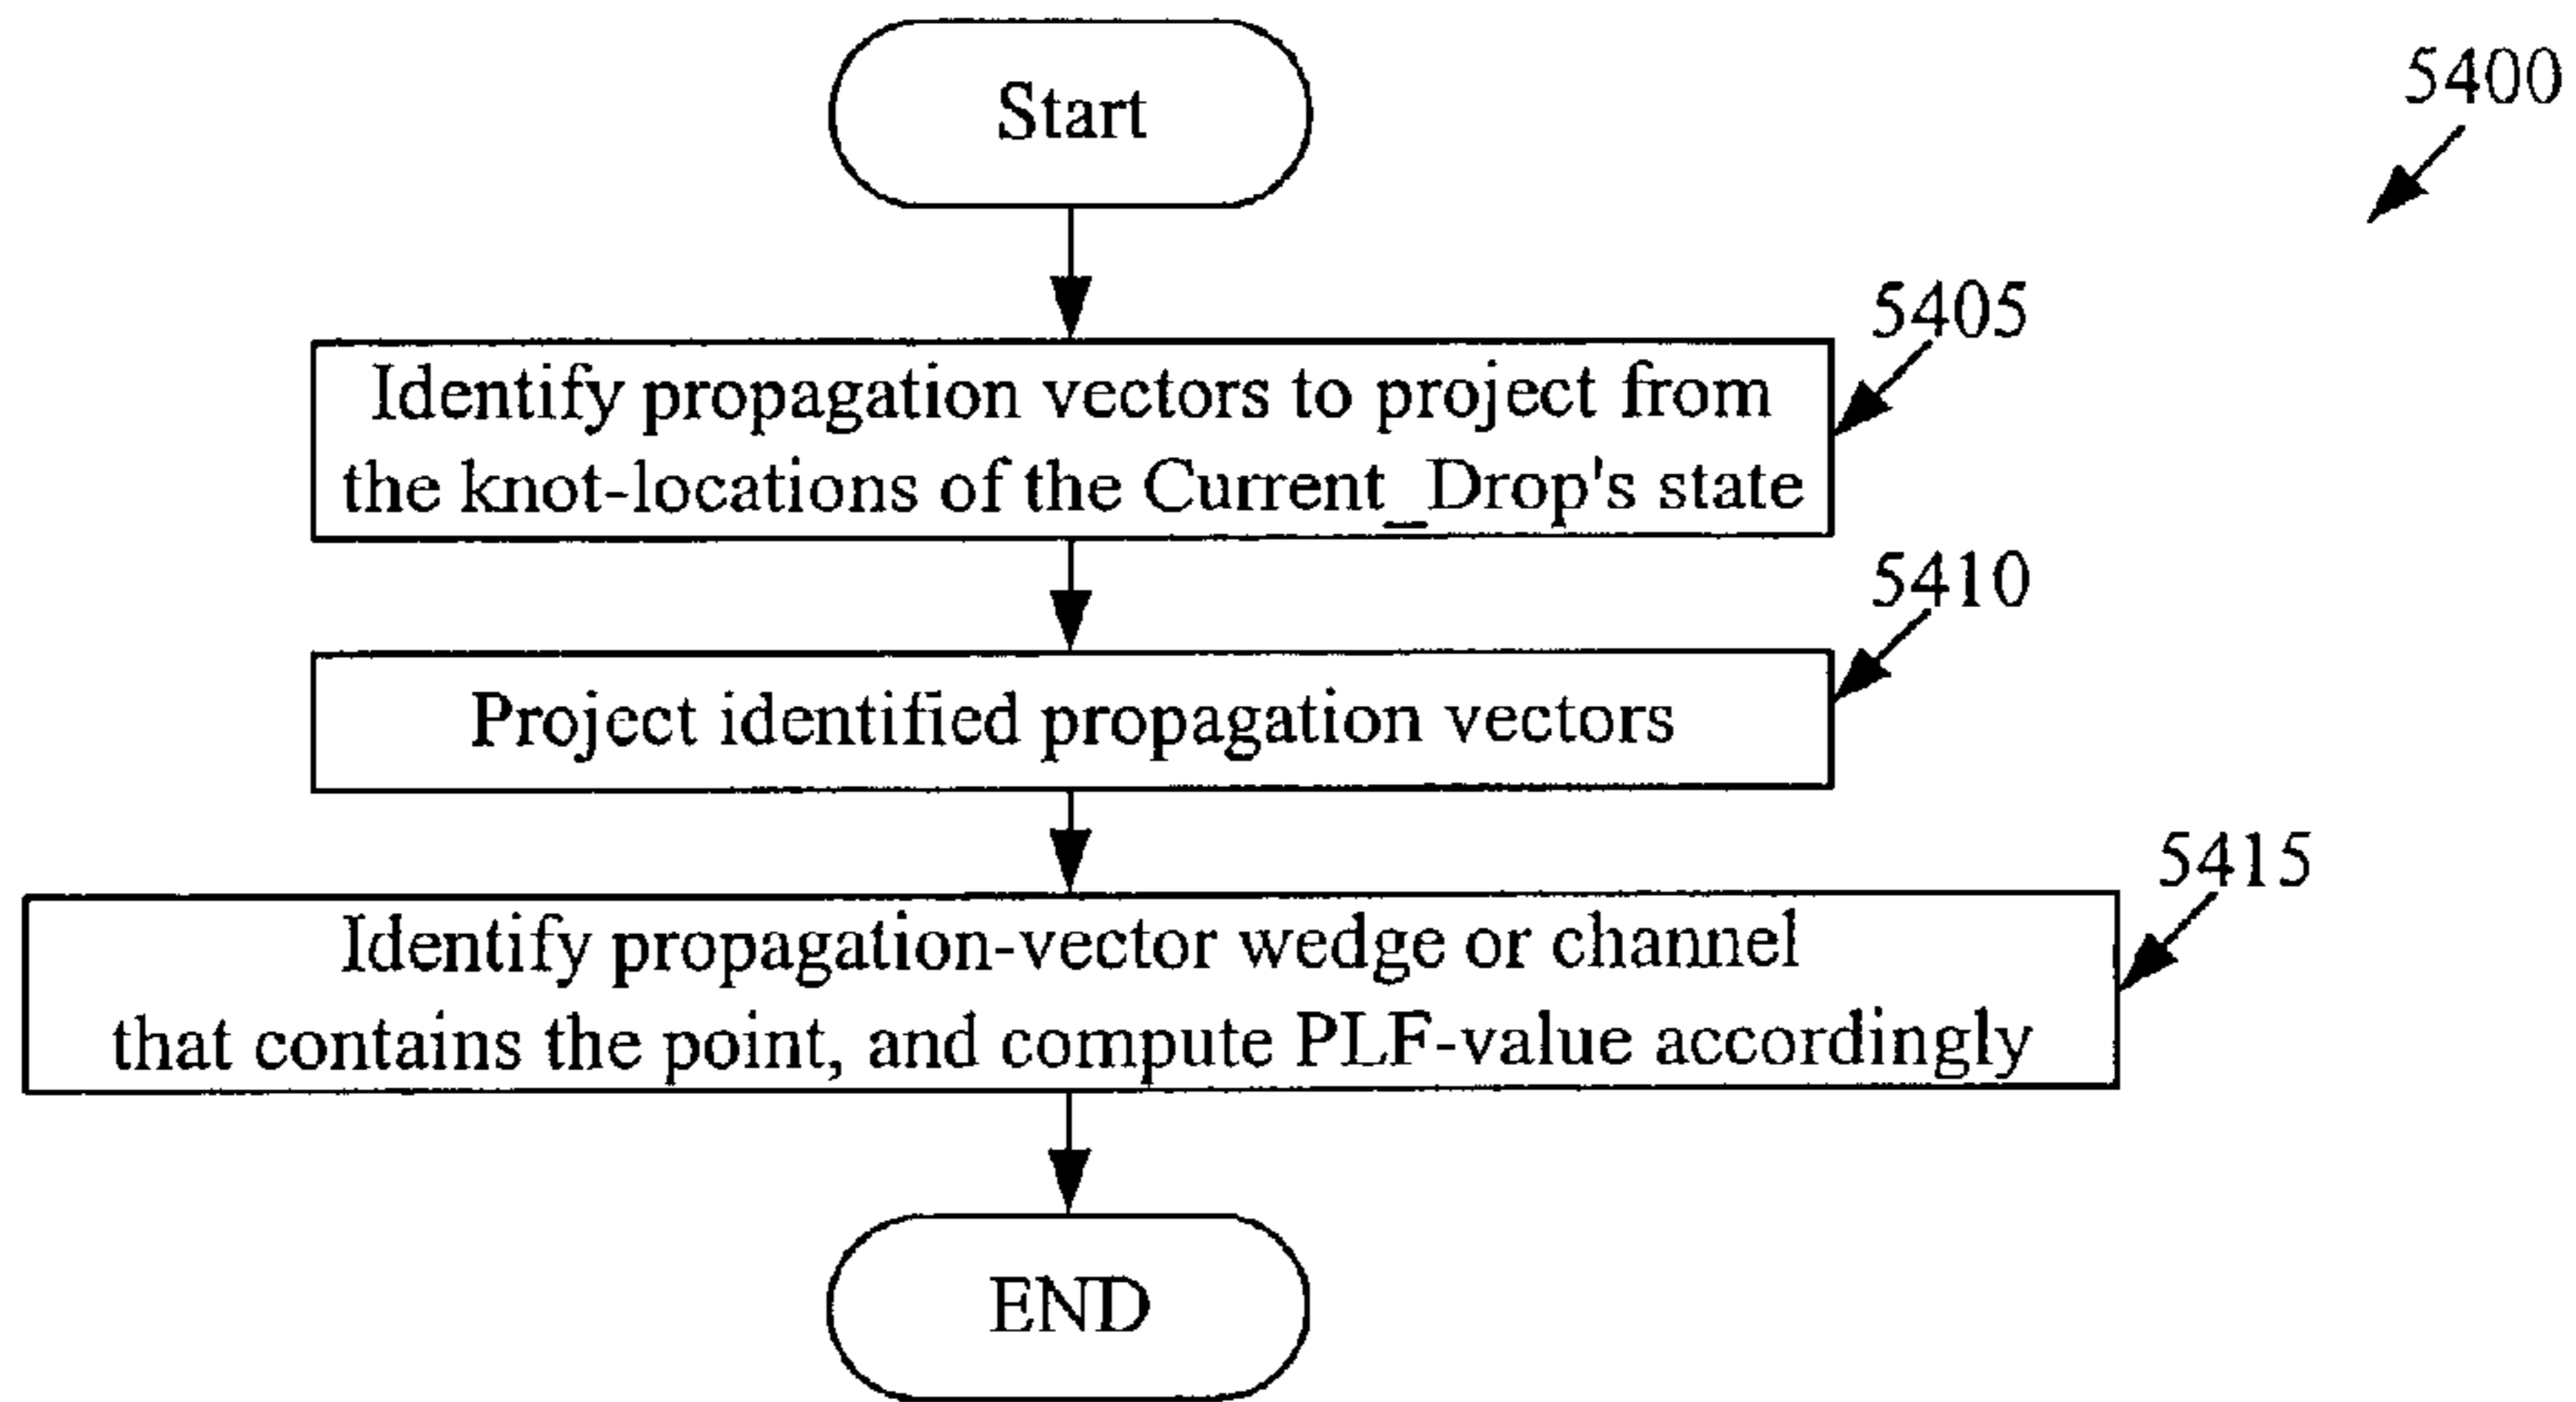 5400
Start
5405
Identify propagation vectors to project from
the knot-locations of the Current_Drop's state
5410
Project identified propagation vectors
5415
Identify propagation-vector wedge or channel
that contains the point, and compute PLF-value accordingly
END